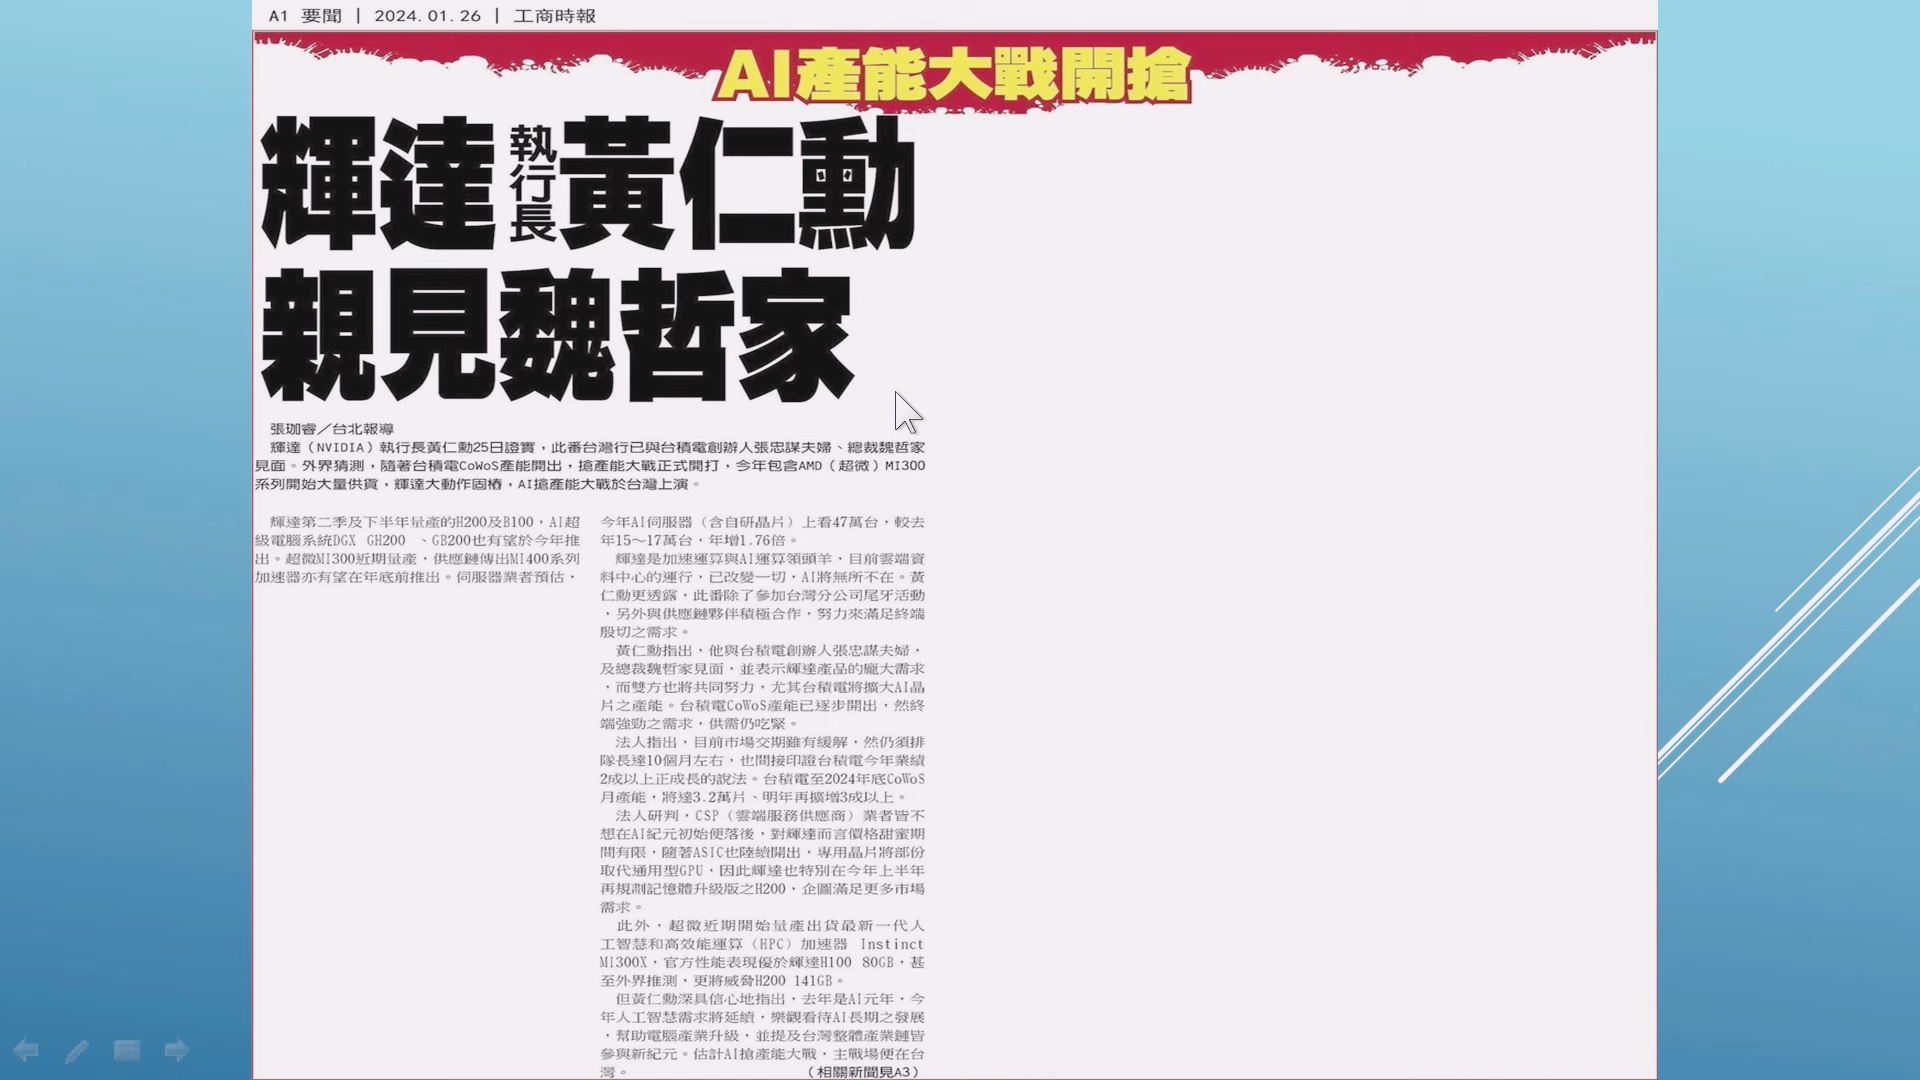 A1 要聞 | 2024.01.26 | 工商時報
AI產能大戰開搶
輝達執行長黃仁勳
親見魏哲家
張珈睿／台北報導
輝達（NVIDIA）執行長黃仁勳25日證實，此番台灣行已與台積電創辦人張忠謀夫婦、總裁魏哲家
見面。外界猜測，隨著台積電CoWoS產能開出，搶產能大戰正式開打，今年包含AMD（超微）MI300
系列開始大量供貨，輝達大動作固樁，AI搶產能大戰於台灣上演。
輝達第二季及下半年量產的H200及B100，AI超
級電腦系統DGX GH200 、GB200也有望於今年推
出。超微MI300近期量產，供應鏈傳出MI400系列
加速器亦有望在年底前推出。伺服器業者預估，
今年AI伺服器（含自研晶片）上看47萬台，較去
年15～17萬台，年增1.76倍。
輝達是加速運算與AI運算領頭羊，目前雲端資
料中心的運行，已改變一切，AI將無所不在。黃
仁勳更透露，此番除了參加台灣分公司尾牙活動
，另外與供應鏈夥伴積極合作，努力來滿足終端
殷切之需求。
黃仁勳指出，他與台積電創辦人張忠謀夫婦，
及總裁魏哲家見面，並表示輝達產品的龐大需求
，而雙方也將共同努力，尤其台積電將擴大AI晶
片之產能。台積電CoWoS產能已逐步開出，然終
端強勁之需求，供需仍吃緊。
法人指出，目前市場交期雖有緩解，然仍須排
隊長達10個月左右，也間接印證台積電今年業績
2成以上正成長的說法。台積電至2024年底CoWoS
月產能，將達3.2萬片、明年再擴增3成以上。
法人研判，CSP（雲端服務供應商）業者皆不
想在AI紀元初始便落後，對輝達而言價格甜蜜期
間有限，隨著ASIC也陸續開出，專用晶片將部份
取代通用型GPU，因此輝達也特別在今年上半年
再規劃記憶體升級版之H200，企圖滿足更多市場
需求。
此外，超微近期開始量產出貨最新一代人
工智慧和高效能運算（HPC）加速器 Instinct
MI300X，官方性能表現優於輝達H100 80GB，甚
至外界推測，更將威脅H200 141GB。
但黃仁勳深具信心地指出，去年是AI元年，今
年人工智慧需求將延續，樂觀看待AI長期之發展
，幫助電腦產業升級，並提及台灣整體產業鏈皆
參與新紀元。估計AI搶產能大戰，主戰場便在台
灣。 （相關新聞見A3）